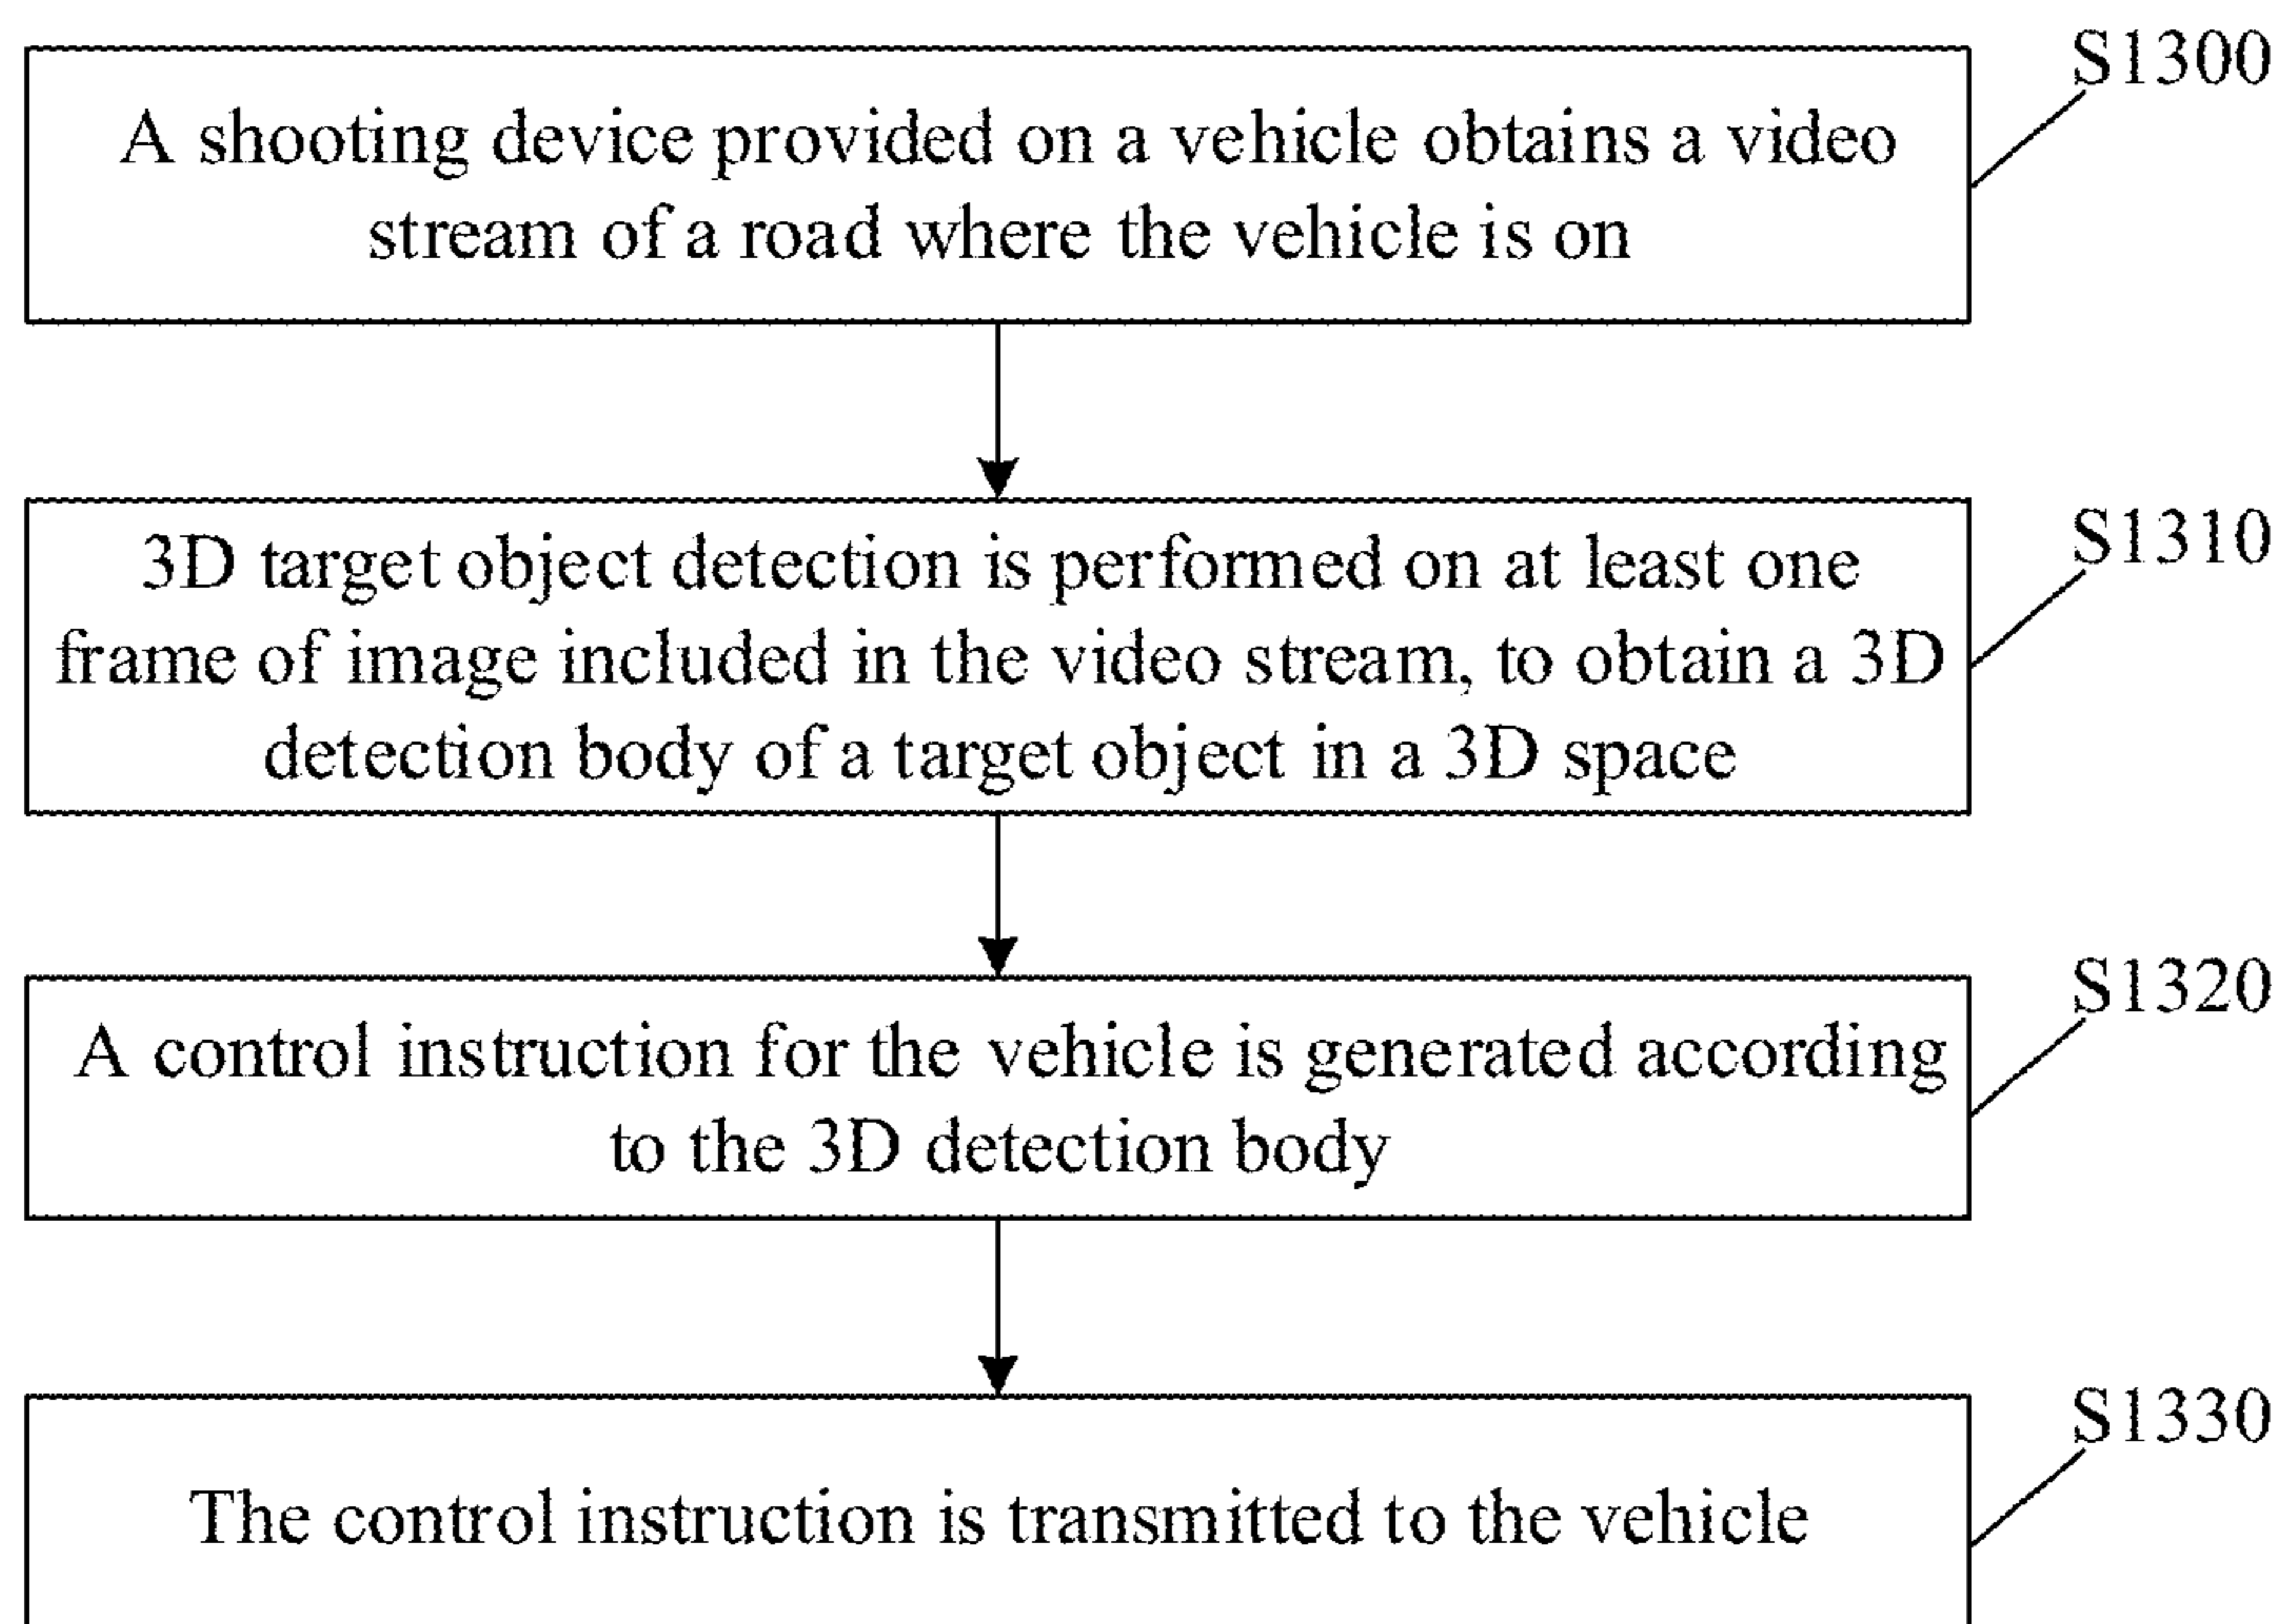 S1300
A shooting device provided on a vehicle obtains a video
stream of a road where the vehicle is on
S1310
3D target object detection is performed on at least one
frame of image included in the video stream, to obtain a 3D
detection body of a target object in a 3D space
S1320
A control instruction for the vehicle is generated according
to the 3D detection body
S1330
The control instruction is transmitted to the vehicle